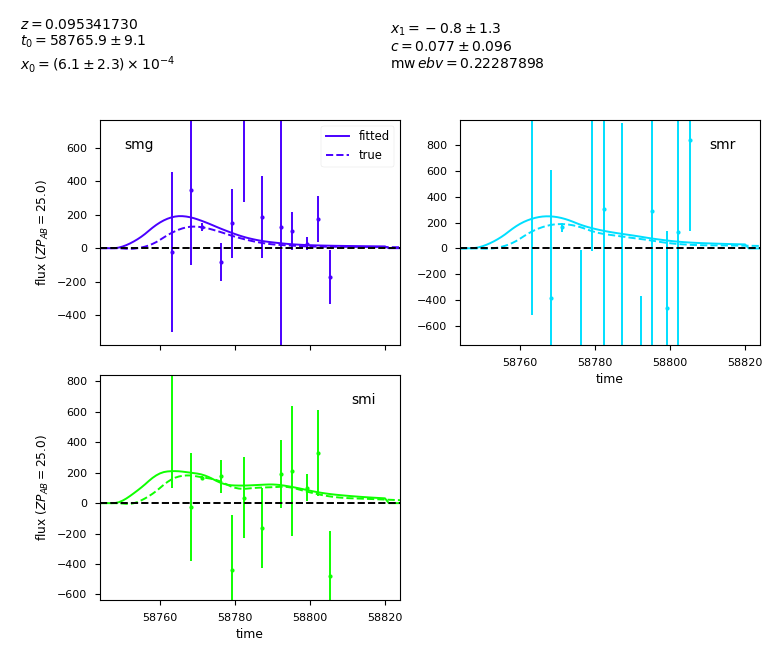 z = 0.095341730
t₀ = 58765.9 ± 9.1
x₀ = (6.1 ± 2.3) × 10⁻⁴
x₁ = −0.8 ± 1.3
c = 0.077 ± 0.096
mw ebv = 0.22287898
smg
fitted
true
600
400
200
0
−200
−400
flux (ZP_AB = 25.0)
smr
800
600
400
200
0
−200
−400
−600
58760 58780 58800 58820
time
smi
800
600
400
200
0
−200
−400
−600
flux (ZP_AB = 25.0)
58760 58780 58800 58820
time